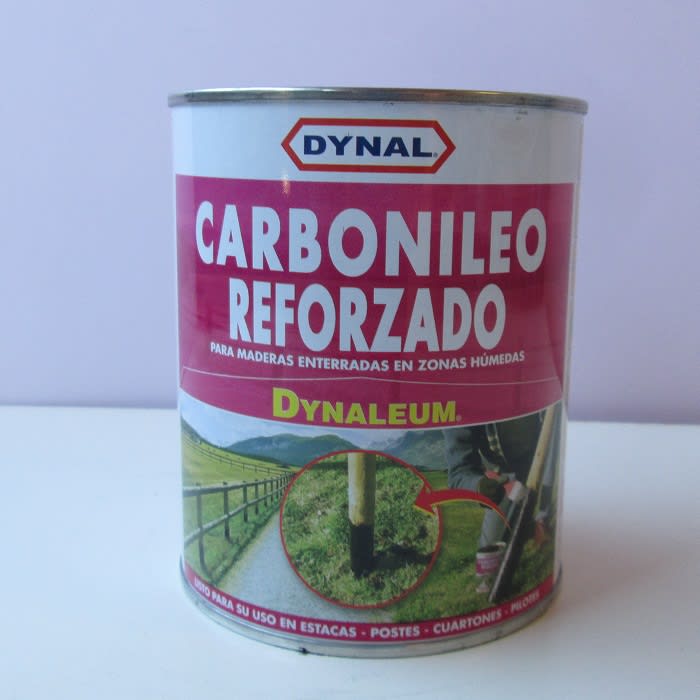 DYNAL®
CARBONILEO
REFORZADO
PARA MADERAS ENTERRADAS EN ZONAS HÚMEDAS
DYNALEUM®
LISTO PARA SU USO EN ESTACAS - POSTES - CUARTONES - PILOTES